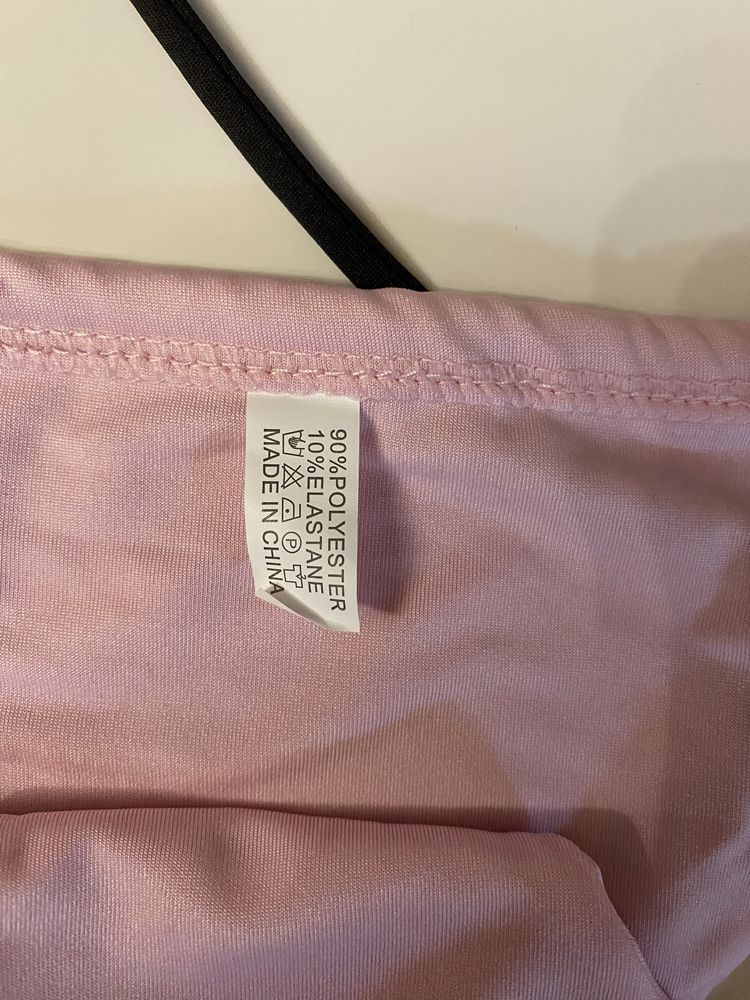 90%POLYESTER
10%ELASTANE
P
MADE IN CHINA